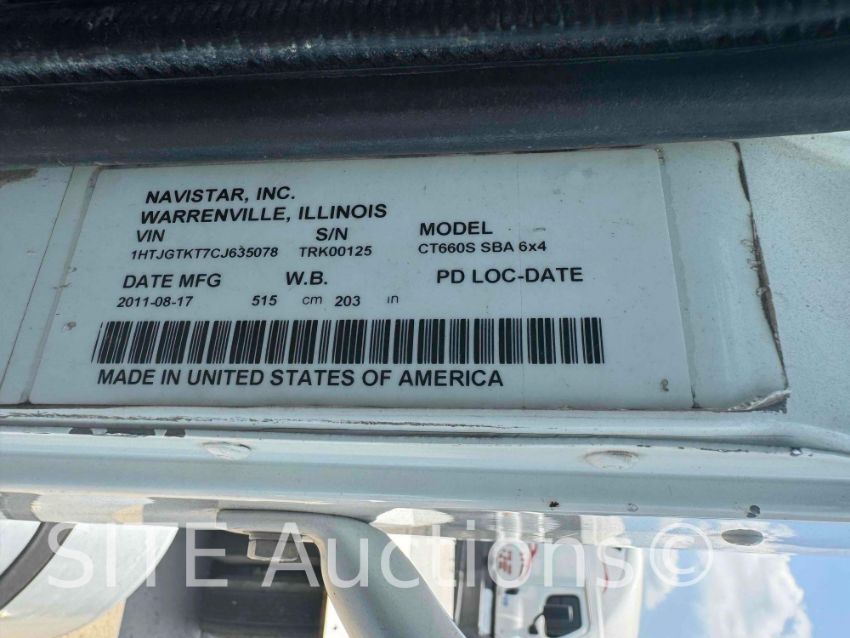 NAVISTAR, INC.
WARRENVILLE, ILLINOIS
VIN S/N MODEL
1HTJGTKT7CJ635078 TRK00125 CT660S SBA 6x4
DATE MFG W.B. PD LOC-DATE
2011-08-17 515 cm 203 in
MADE IN UNITED STATES OF AMERICA
SITE Auctions©